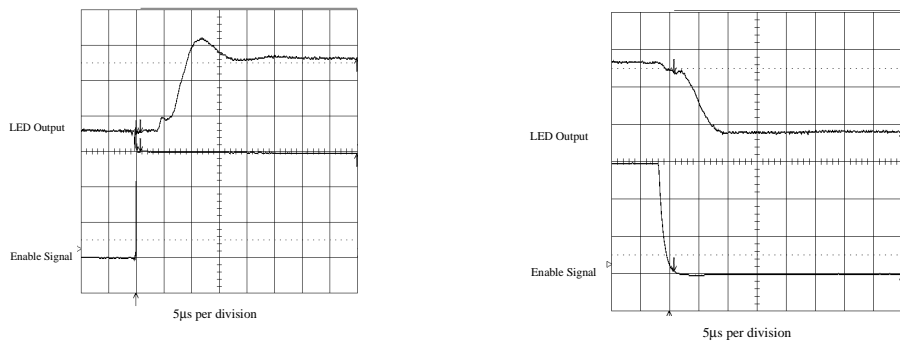 LED Output
Enable Signal
5µs per division
LED Output
Enable Signal
5µs per division